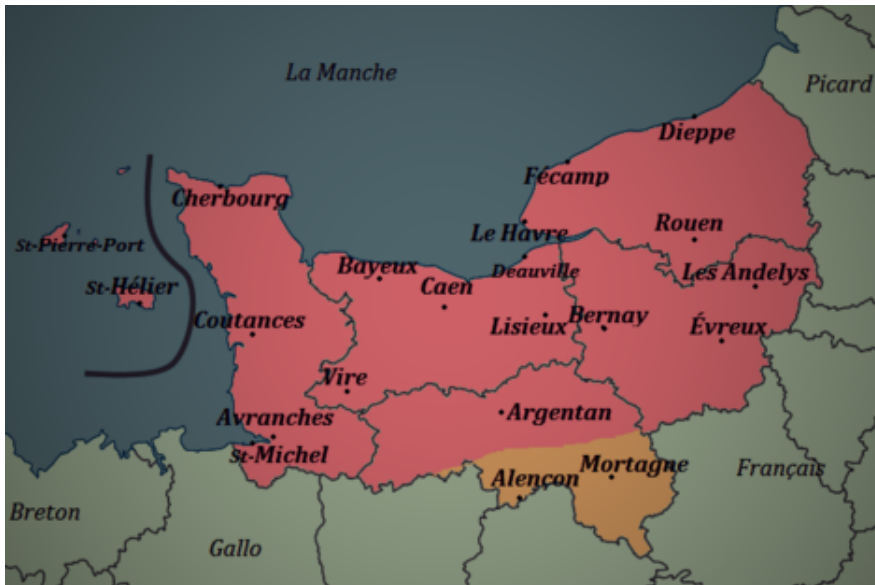 La Manche
Picard
Dieppe
Fécamp
Cherbourg
Le Havre
Rouen
St-Pierre-Port
Bayeux
Deauville
Les Andelys
St-Hélier
Caen
Coutances
Lisieux
Bernay
Évreux
Vire
Avranches
Argentan
St-Michel
Mortagne
Français
Alençon
Breton
Gallo